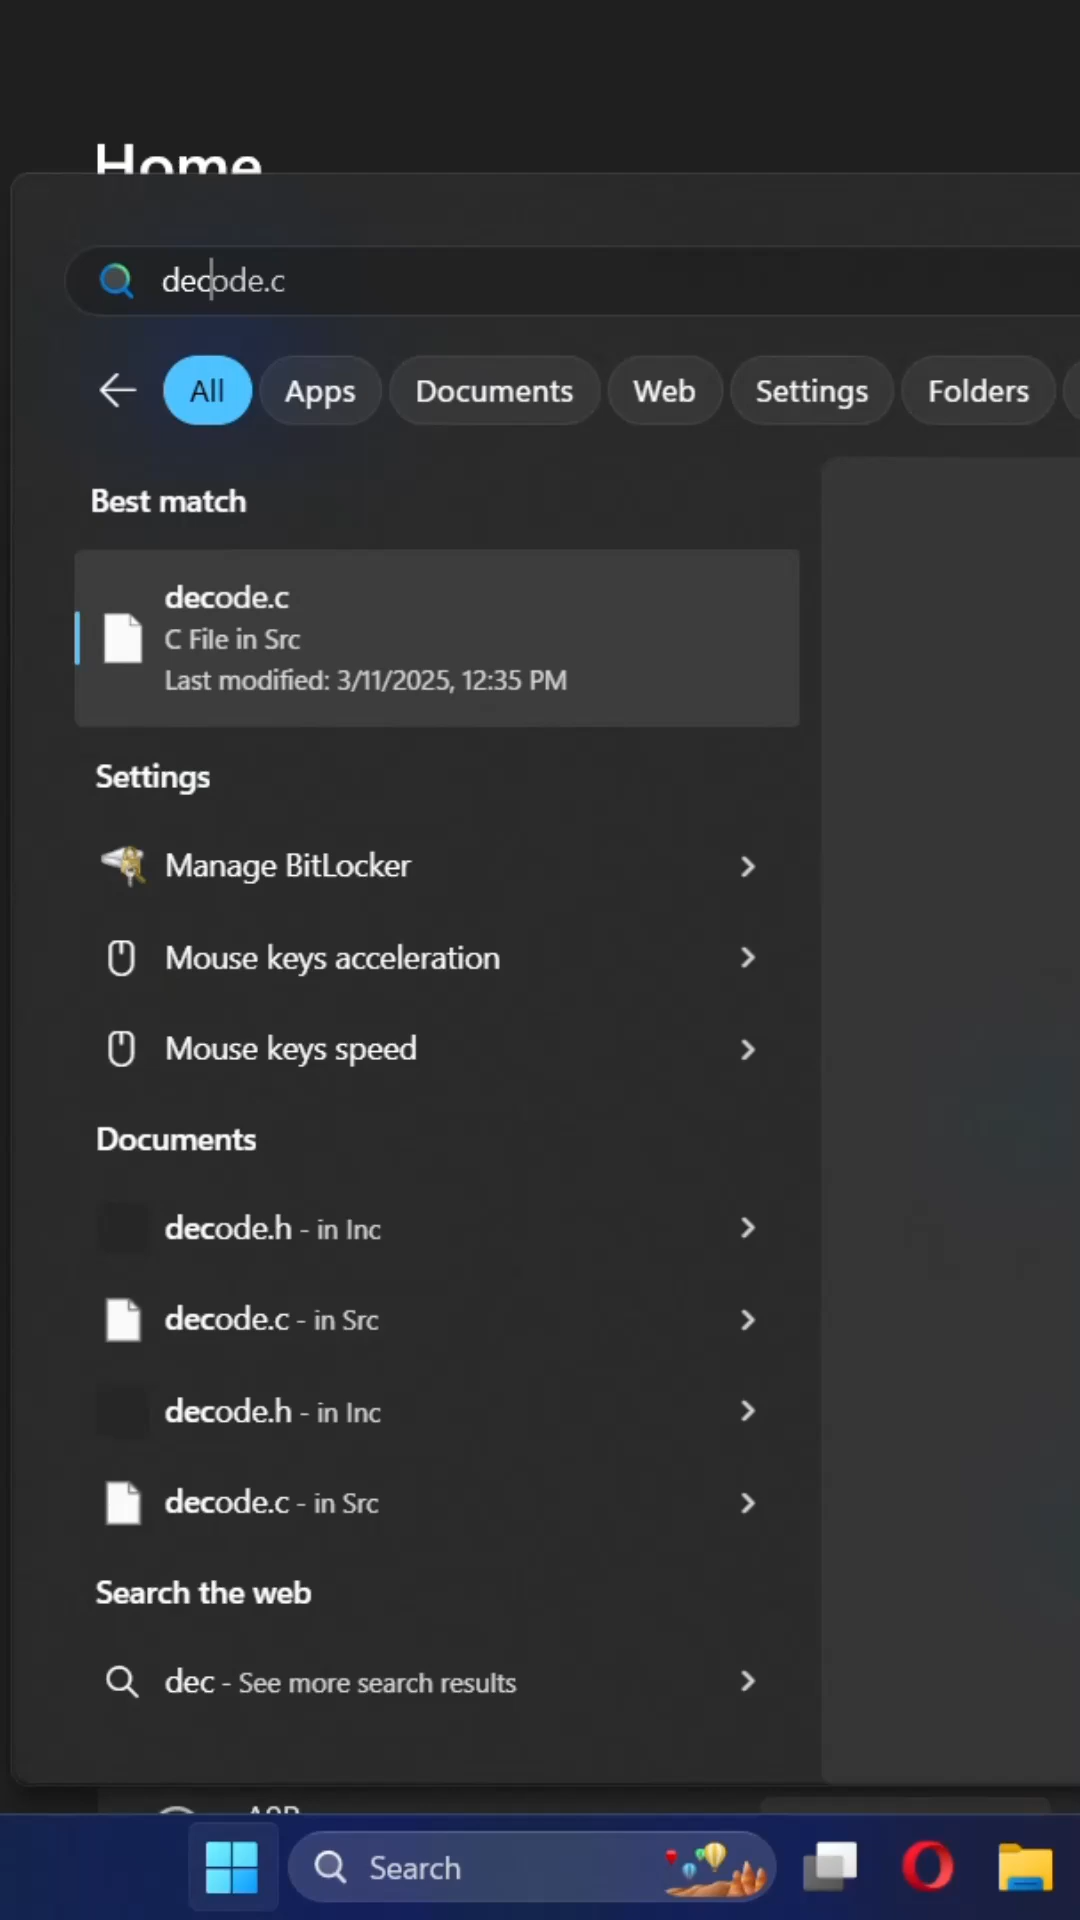 Home
decode.c
All Apps Documents Web Settings Folders
Best match
decode.c
C File in Src
Last modified: 3/11/2025, 12:35 PM
Settings
Manage BitLocker
Mouse keys acceleration
Mouse keys speed
Documents
decode.h - in Inc
decode.c - in Src
decode.h - in Inc
decode.c - in Src
Search the web
dec - See more search results
Search